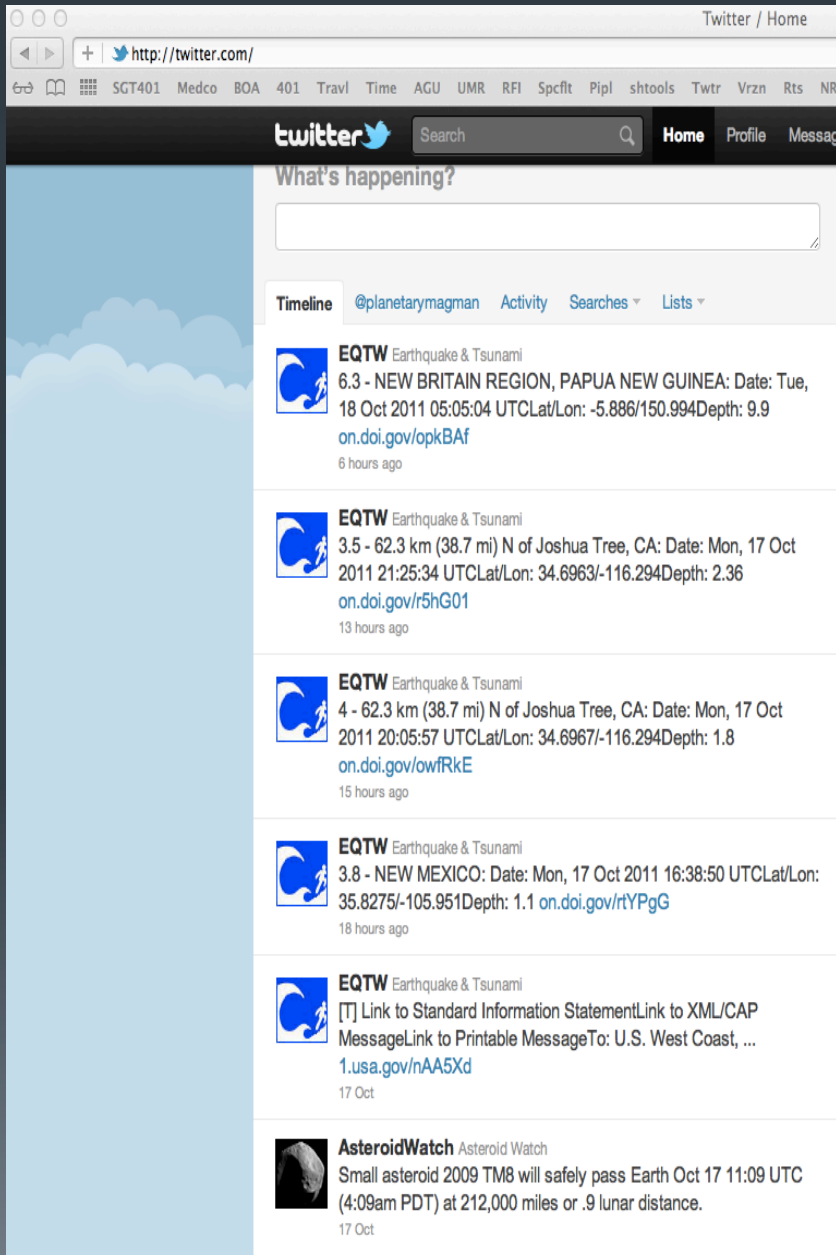 Twitter / Home
+ http://twitter.com/
SGT401 Medco BOA 401 Travl Time AGU UMR RFI Spcflt Pipl shtools Twtr Vrzn Rts NR
twitter Search Home Profile Messag
What's happening?
Timeline @planetarymagman Activity Searches Lists
EQTW Earthquake & Tsunami
6.3 - NEW BRITAIN REGION, PAPUA NEW GUINEA: Date: Tue,
18 Oct 2011 05:05:04 UTCLat/Lon: -5.886/150.994Depth: 9.9
on.doi.gov/opkBAf
6 hours ago
EQTW Earthquake & Tsunami
3.5 - 62.3 km (38.7 mi) N of Joshua Tree, CA: Date: Mon, 17 Oct
2011 21:25:34 UTCLat/Lon: 34.6963/-116.294Depth: 2.36
on.doi.gov/r5hG01
13 hours ago
EQTW Earthquake & Tsunami
4 - 62.3 km (38.7 mi) N of Joshua Tree, CA: Date: Mon, 17 Oct
2011 20:05:57 UTCLat/Lon: 34.6967/-116.294Depth: 1.8
on.doi.gov/owfRkE
15 hours ago
EQTW Earthquake & Tsunami
3.8 - NEW MEXICO: Date: Mon, 17 Oct 2011 16:38:50 UTCLat/Lon:
35.8275/-105.951Depth: 1.1 on.doi.gov/rtYPgG
18 hours ago
EQTW Earthquake & Tsunami
[T] Link to Standard Information StatementLink to XML/CAP
MessageLink to Printable MessageTo: U.S. West Coast, ...
1.usa.gov/nAA5Xd
17 Oct
AsteroidWatch Asteroid Watch
Small asteroid 2009 TM8 will safely pass Earth Oct 17 11:09 UTC
(4:09am PDT) at 212,000 miles or .9 lunar distance.
17 Oct